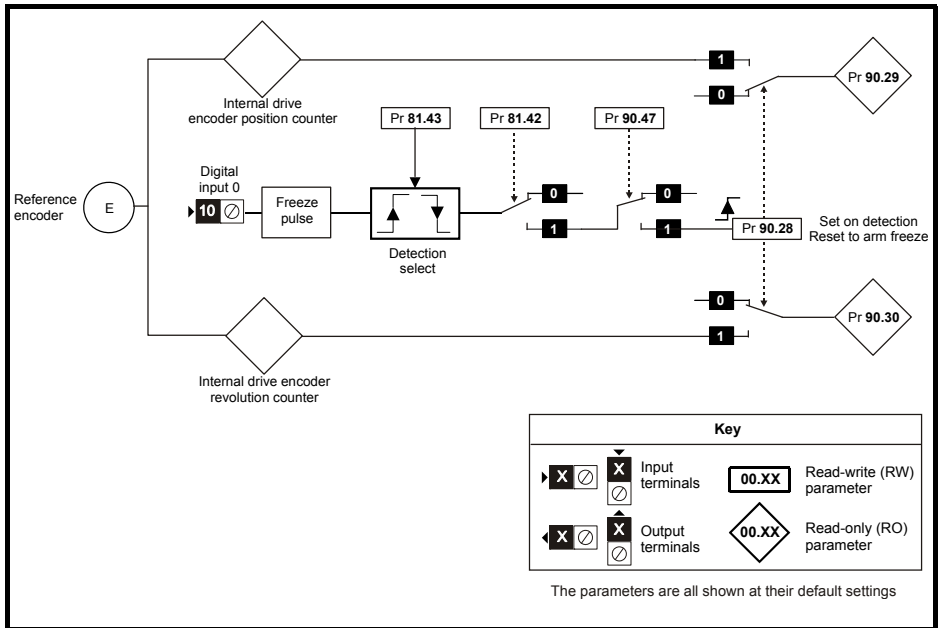 1
0
Pr 90.29
Internal drive
encoder position counter
Pr 81.43
Pr 81.42
Pr 90.47
Reference
encoder
E
Digital
input 0
10
Freeze
pulse
Detection
select
0
1
0
1
Pr 90.28
Set on detection
Reset to arm freeze
0
1
Pr 90.30
Internal drive encoder
revolution counter
Key
X
X
Input
terminals
00.XX
Read-write (RW)
parameter
X
X
Output
terminals
00.XX
Read-only (RO)
parameter
The parameters are all shown at their default settings